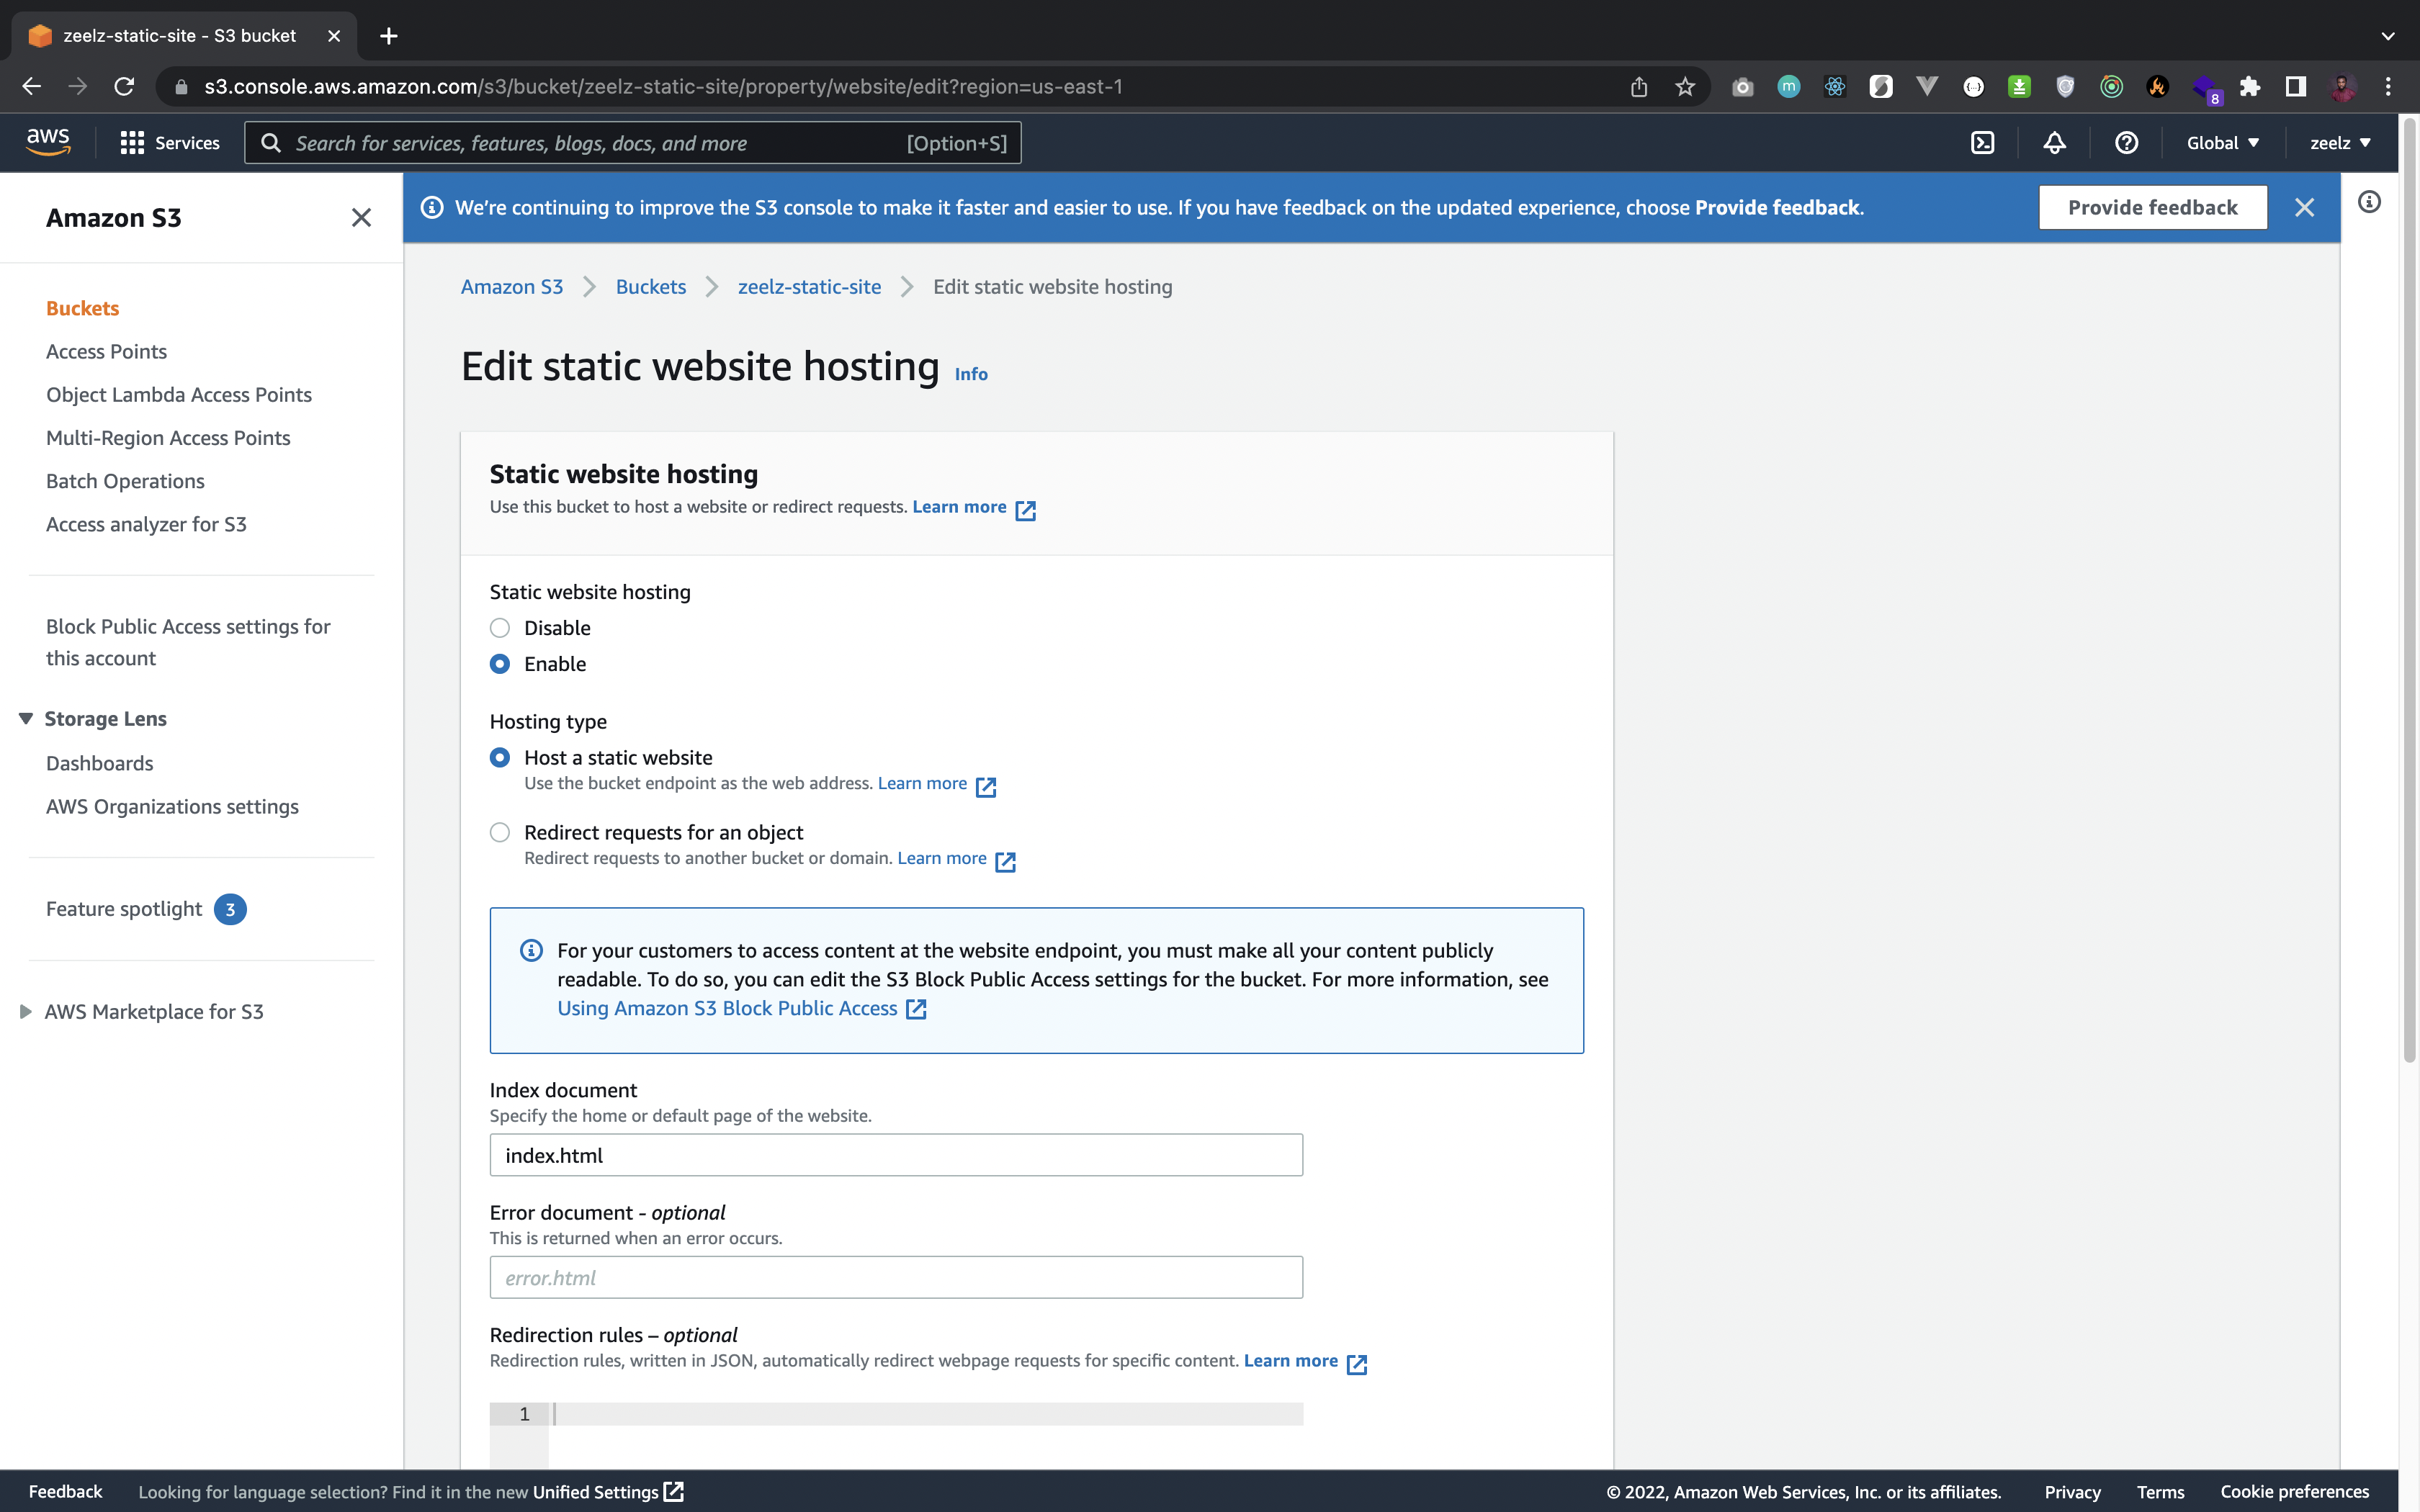 zeelz-static-site - S3 bucket
s3.console.aws.amazon.com/s3/bucket/zeelz-static-site/property/website/edit?region=us-east-1
m
8
aws
Services
Search for services, features, blogs, docs, and more
[Option+S]
Global
zeelz
Amazon S3
We're continuing to improve the S3 console to make it faster and easier to use. If you have feedback on the updated experience, choose Provide feedback.
Provide feedback
Buckets
Access Points
Object Lambda Access Points
Multi-Region Access Points
Batch Operations
Access analyzer for S3
Block Public Access settings for
this account
Storage Lens
Dashboards
AWS Organizations settings
Feature spotlight 3
AWS Marketplace for S3
Amazon S3 > Buckets > zeelz-static-site > Edit static website hosting
Edit static website hosting Info
Static website hosting
Use this bucket to host a website or redirect requests. Learn more
Static website hosting
Disable
Enable
Hosting type
Host a static website
Use the bucket endpoint as the web address. Learn more
Redirect requests for an object
Redirect requests to another bucket or domain. Learn more
For your customers to access content at the website endpoint, you must make all your content publicly
readable. To do so, you can edit the S3 Block Public Access settings for the bucket. For more information, see
Using Amazon S3 Block Public Access
Index document
Specify the home or default page of the website.
index.html
Error document - optional
This is returned when an error occurs.
error.html
Redirection rules – optional
Redirection rules, written in JSON, automatically redirect webpage requests for specific content. Learn more
1
Feedback
Looking for language selection? Find it in the new Unified Settings
© 2022, Amazon Web Services, Inc. or its affiliates.
Privacy
Terms
Cookie preferences